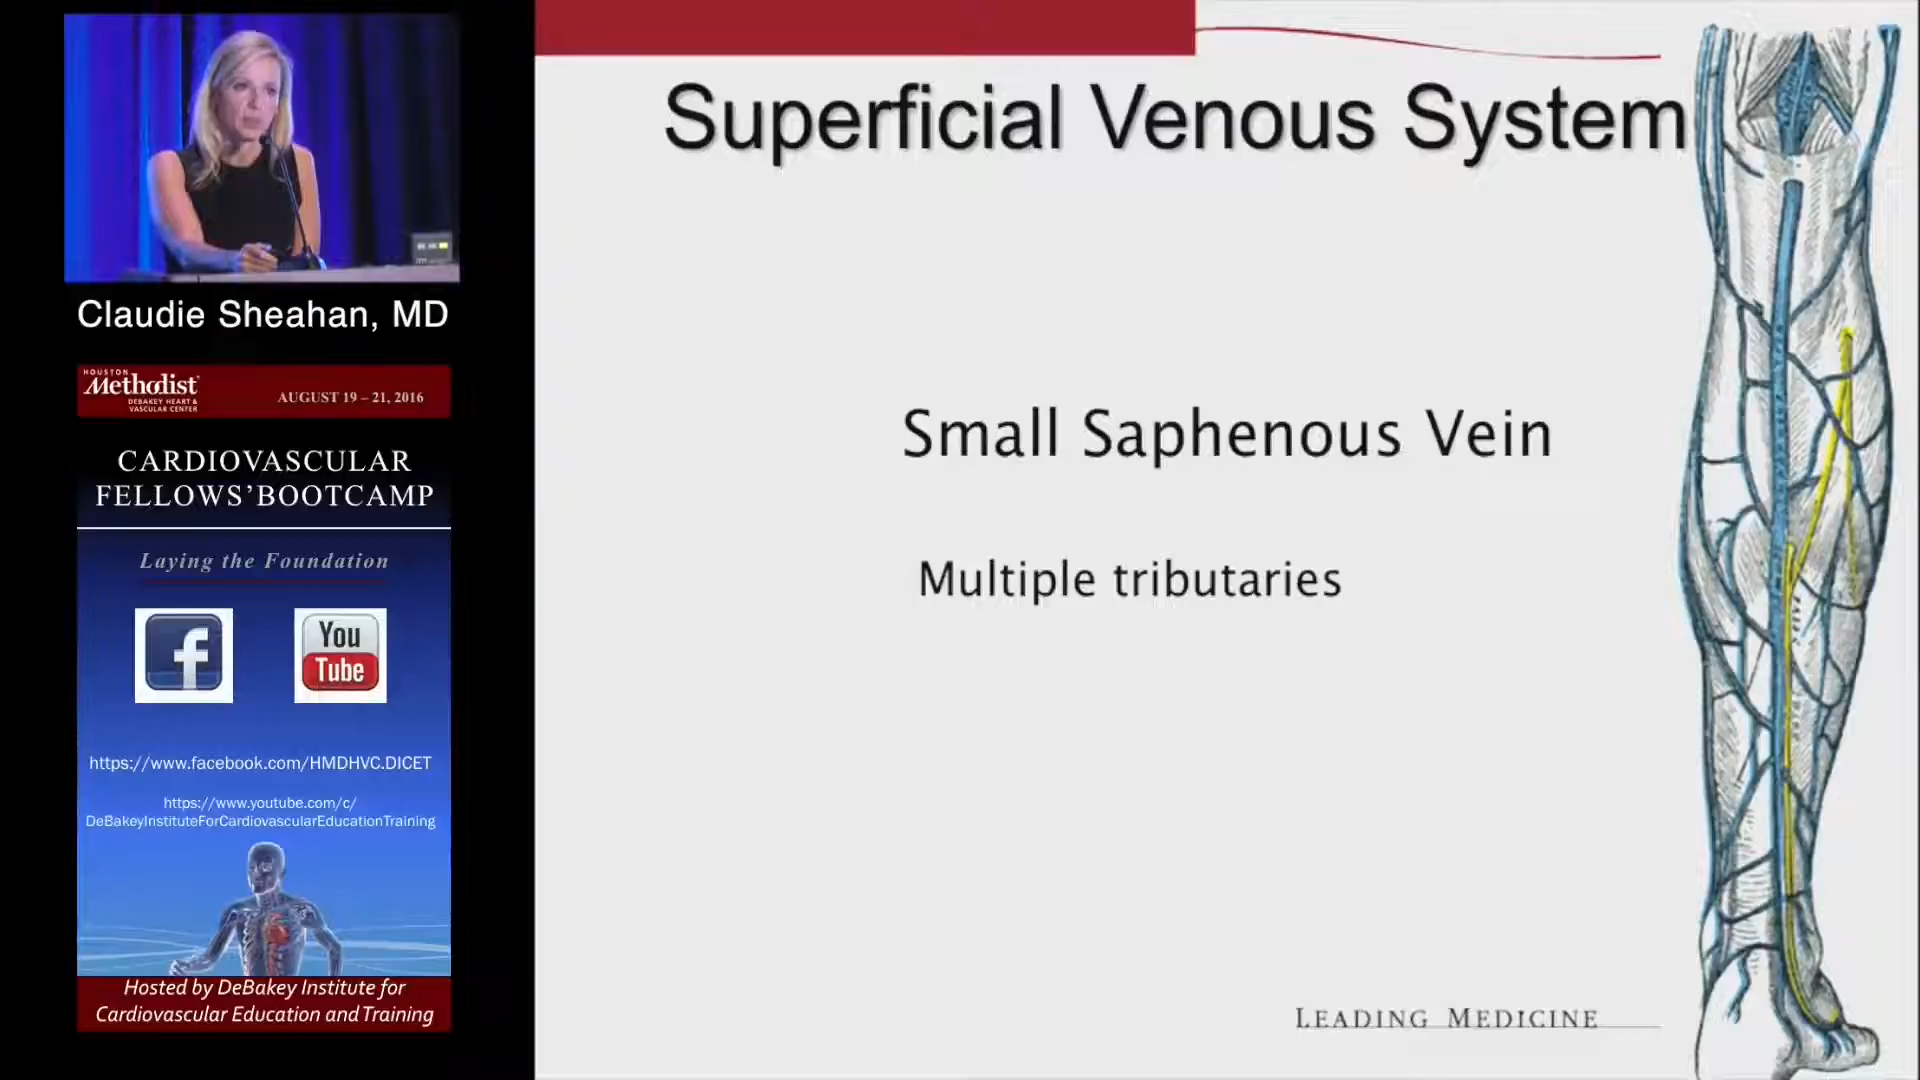 Claudie Sheahan, MD
HOUSTON
Methodist
DEBAKEY HEART &
VASCULAR CENTER
AUGUST 19 – 21, 2016
CARDIOVASCULAR
FELLOWS’BOOTCAMP
Laying the Foundation
f
You
Tube
https://www.facebook.com/HMDHVC.DICET
https://www.youtube.com/c/
DeBakeyInstituteForCardiovascularEducationTraining
Hosted by DeBakey Institute for
Cardiovascular Education and Training
Superficial Venous System
Small Saphenous Vein
Multiple tributaries
LEADING MEDICINE